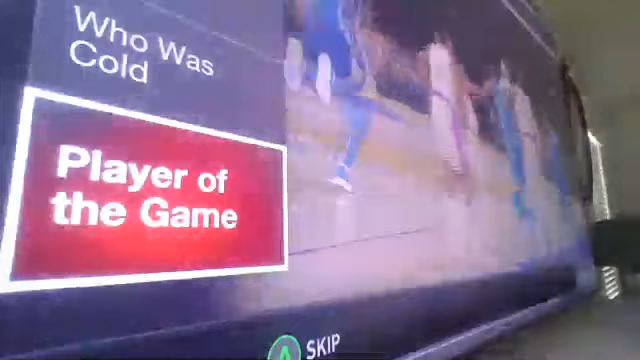 Who Was
Cold
Player of
the Game
A SKIP